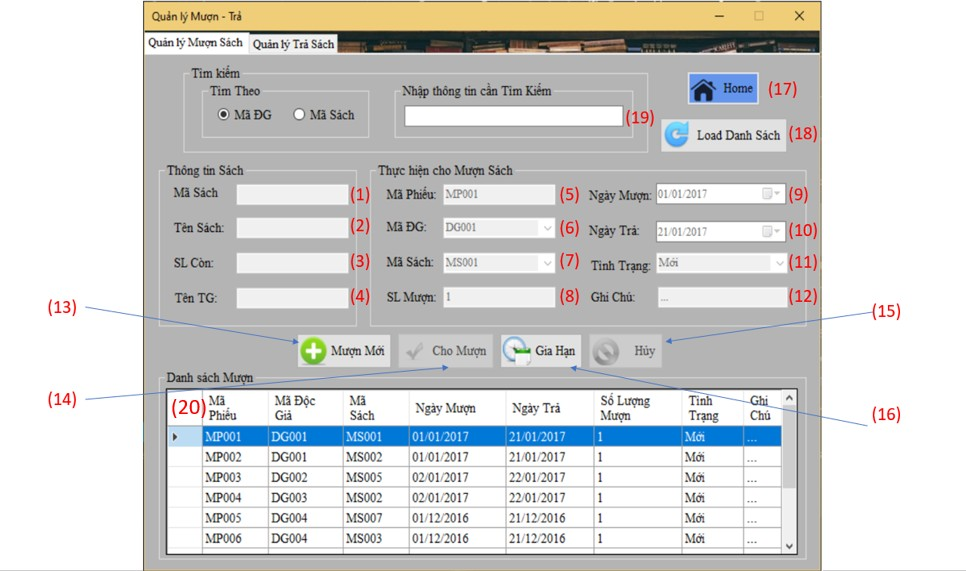 Quản lý Mượn - Trả
Quản lý Mượn Sách Quản lý Trả Sách
Tìm kiếm
Tìm Theo
Mã ĐG Mã Sách
Nhập thông tin cần Tìm Kiếm
(19)
Home (17)
Load Danh Sách (18)
Thông tin Sách
Mã Sách (1)
Tên Sách: (2)
SL Còn: (3)
Tên TG: (4)
Thực hiện cho Mượn Sách
Mã Phiếu: MP001 (5) Ngày Mượn: 01/01/2017 (9)
Mã ĐG: DG001 (6) Ngày Trả: 21/01/2017 (10)
Mã Sách: MS001 (7) Tình Trạng: Mới (11)
SL Mượn: 1 (8) Ghi Chú: ... (12)
(13)
(15)
Mượn Mới Cho Mượn Gia Hạn Hủy
(14)
(16)
Danh sách Mượn
(20) Mã Phiếu Mã Độc Giả Mã Sách Ngày Mượn Ngày Trả Số Lượng Mượn Tình Trạng Ghi Chú
MP001 DG001 MS001 01/01/2017 21/01/2017 1 Mới ...
MP002 DG001 MS002 01/01/2017 21/01/2017 1 Mới ...
MP003 DG002 MS005 02/01/2017 22/01/2017 1 Mới ...
MP004 DG003 MS002 02/01/2017 22/01/2017 1 Mới ...
MP005 DG004 MS007 01/12/2016 21/12/2016 1 Mới ...
MP006 DG004 MS003 01/12/2016 21/12/2016 1 Mới ...